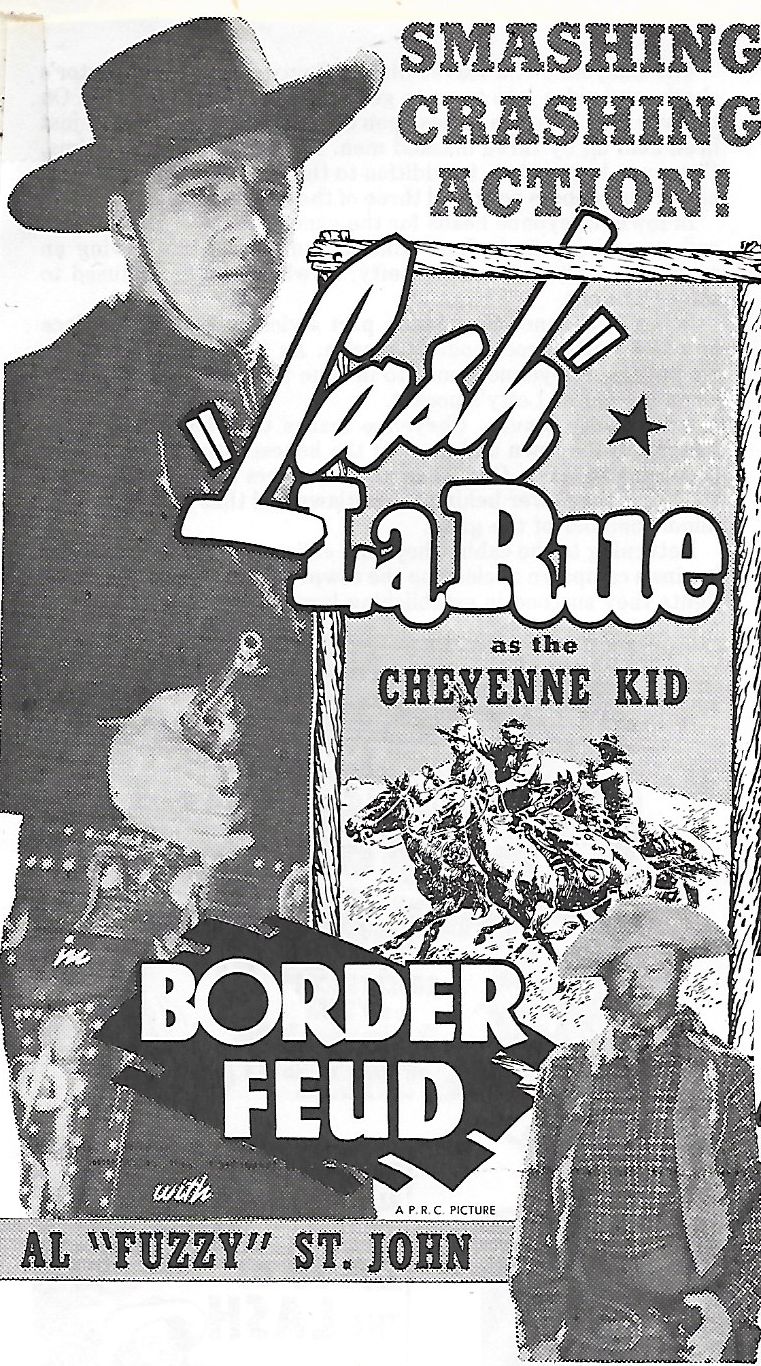 SMASHING
CRASHING
ACTION!
"Lash"
LaRue
as the
CHEYENNE KID
in
BORDER
FEUD
with
A P.R.C. PICTURE
AL "FUZZY" ST. JOHN